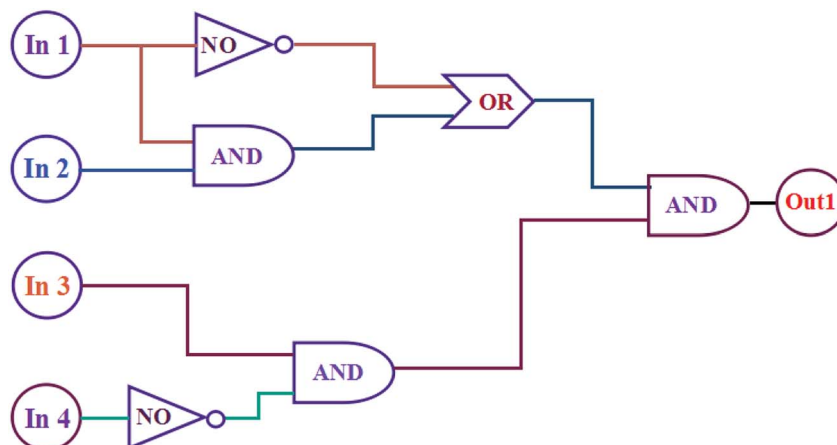 In 1
NO
OR
AND
In 2
AND
Out1
In 3
AND
In 4
NO